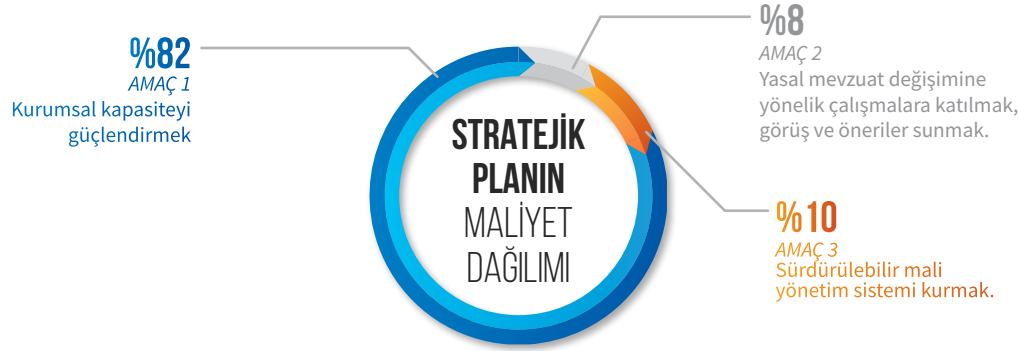 %82
AMAÇ 1
Kurumsal kapasiteyi
güçlendirmek
STRATEJİK
PLANIN
MALİYET
DAĞILIMI
%8
AMAÇ 2
Yasal mevzuat değişimine
yönelik çalışmalara katılmak,
görüş ve öneriler sunmak.
%10
AMAÇ 3
Sürdürülebilir mali
yönetim sistemi kurmak.